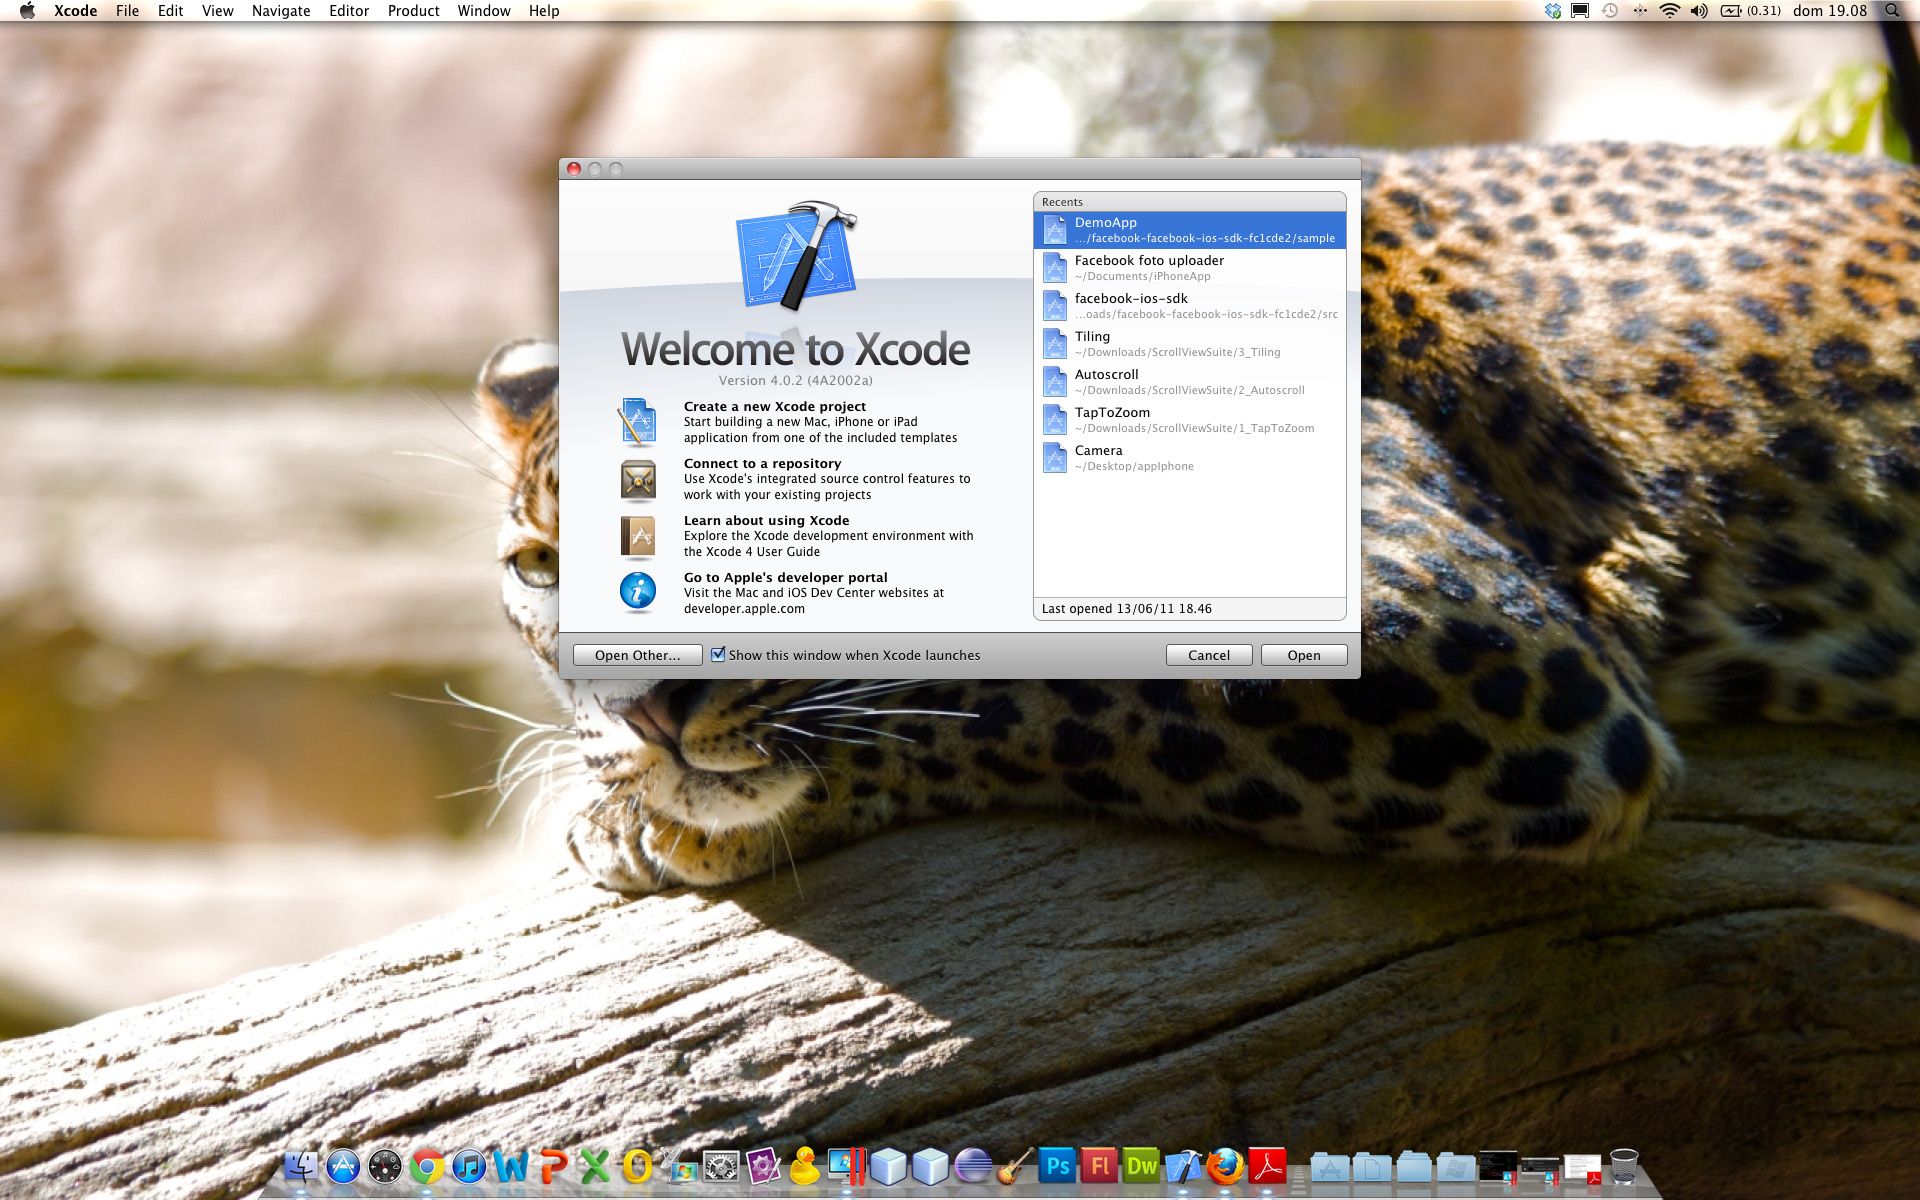 Xcode File Edit View Navigate Editor Product Window Help (0.31) dom 19.08
Recents
DemoApp
.../facebook-facebook-ios-sdk-fc1cde2/sample
Facebook foto uploader
~/Documents/iPhoneApp
facebook-ios-sdk
...oads/facebook-facebook-ios-sdk-fc1cde2/src
Tiling
~/Downloads/ScrollViewSuite/3_Tiling
Autoscroll
~/Downloads/ScrollViewSuite/2_Autoscroll
TapToZoom
~/Downloads/ScrollViewSuite/1_TapToZoom
Camera
~/Desktop/appIphone
Last opened 13/06/11 18.46
Welcome to Xcode
Version 4.0.2 (4A2002a)
Create a new Xcode project
Start building a new Mac, iPhone or iPad
application from one of the included templates
Connect to a repository
Use Xcode's integrated source control features to
work with your existing projects
Learn about using Xcode
Explore the Xcode development environment with
the Xcode 4 User Guide
Go to Apple's developer portal
Visit the Mac and iOS Dev Center websites at
developer.apple.com
Open Other... Show this window when Xcode launches Cancel Open
Ps Fl Dw